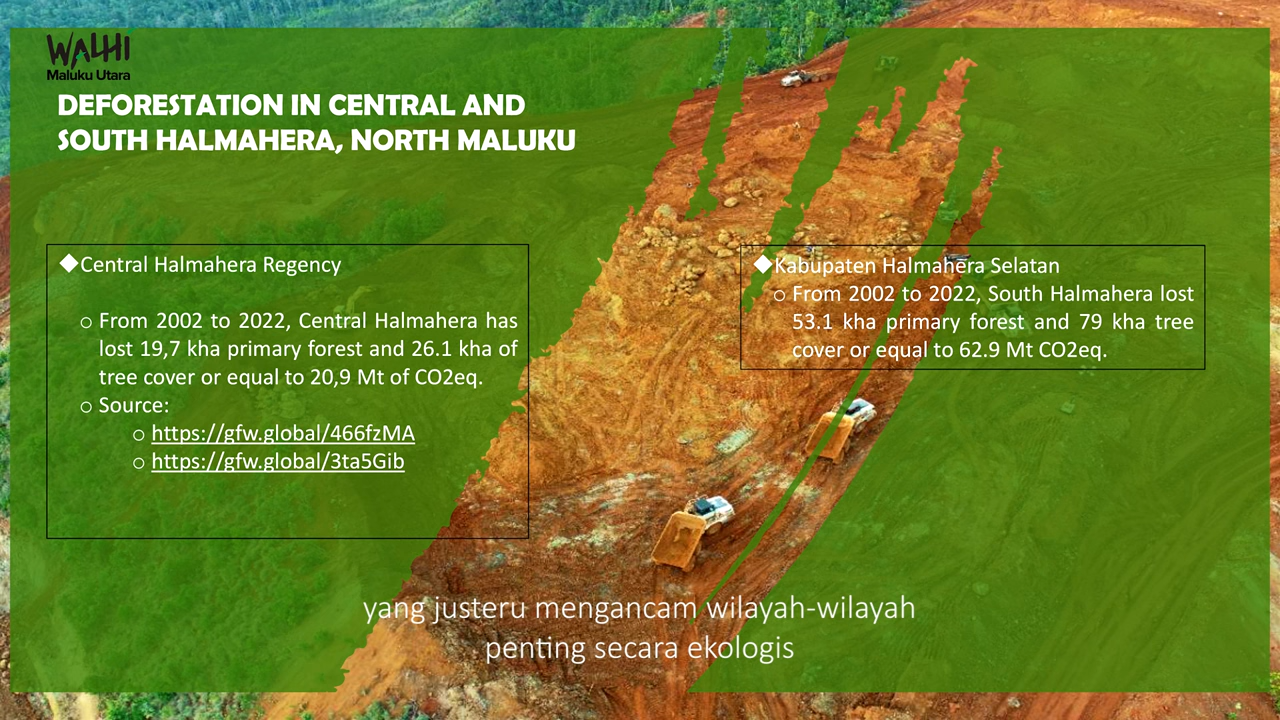 WALHI
Maluku Utara
DEFORESTATION IN CENTRAL AND
SOUTH HALMAHERA, NORTH MALUKU
◆Central Halmahera Regency
o From 2002 to 2022, Central Halmahera has
lost 19,7 kha primary forest and 26.1 kha of
tree cover or equal to 20,9 Mt of CO2eq.
o Source:
o https://gfw.global/466fzMA
o https://gfw.global/3ta5Gib
◆Kabupaten Halmahera Selatan
o From 2002 to 2022, South Halmahera lost
53.1 kha primary forest and 79 kha tree
cover or equal to 62.9 Mt CO2eq.
yang justeru mengancam wilayah-wilayah
penting secara ekologis